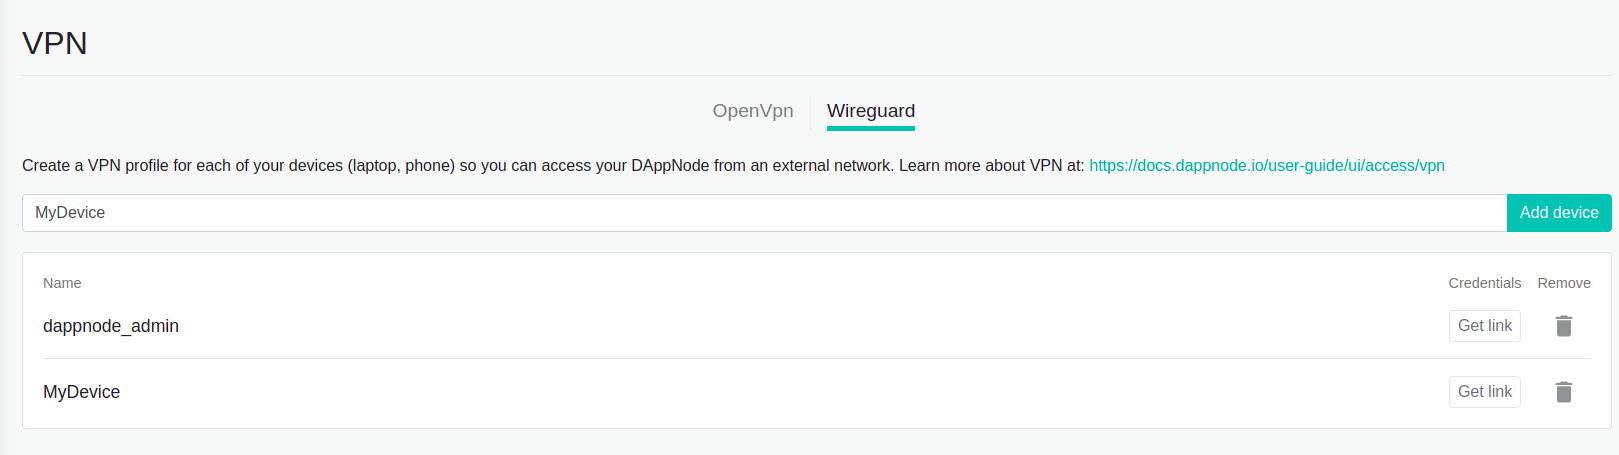 VPN
OpenVpn Wireguard
Create a VPN profile for each of your devices (laptop, phone) so you can access your DAppNode from an external network. Learn more about VPN at: https://docs.dappnode.io/user-guide/ui/access/vpn
MyDevice Add device
Name Credentials Remove
dappnode_admin Get link
MyDevice Get link